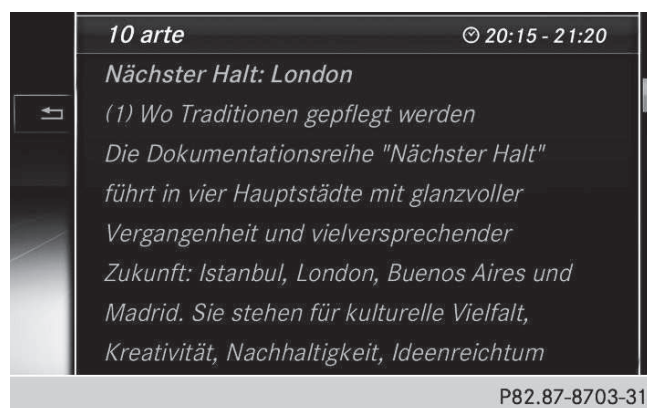 10 arte 20:15 - 21:20
Nächster Halt: London
(1) Wo Traditionen gepflegt werden
Die Dokumentationsreihe "Nächster Halt"
führt in vier Hauptstädte mit glanzvoller
Vergangenheit und vielversprechender
Zukunft: Istanbul, London, Buenos Aires und
Madrid. Sie stehen für kulturelle Vielfalt,
Kreativität, Nachhaltigkeit, Ideenreichtum
P82.87-8703-31